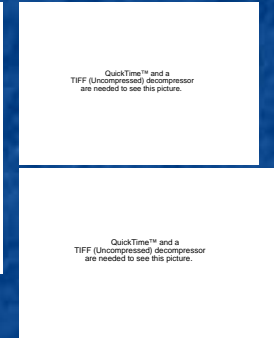 QuickTime™ and a
TIFF (Uncompressed) decompressor
are needed to see this picture.
QuickTime™ and a
TIFF (Uncompressed) decompressor
are needed to see this picture.